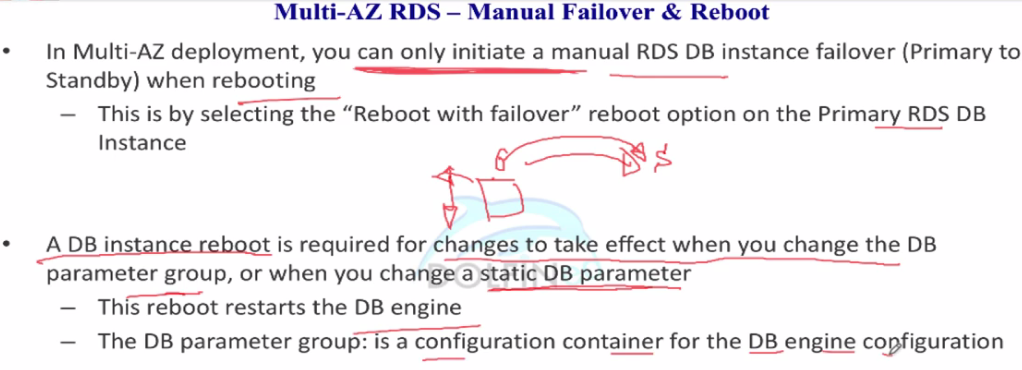 Multi-AZ RDS – Manual Failover & Reboot
• In Multi-AZ deployment, you can only initiate a manual RDS DB instance failover (Primary to
Standby) when rebooting
– This is by selecting the “Reboot with failover” reboot option on the Primary RDS DB
Instance
S
• A DB instance reboot is required for changes to take effect when you change the DB
parameter group, or when you change a static DB parameter
DOLFIN
– This reboot restarts the DB engine
– The DB parameter group: is a configuration container for the DB engine configuration